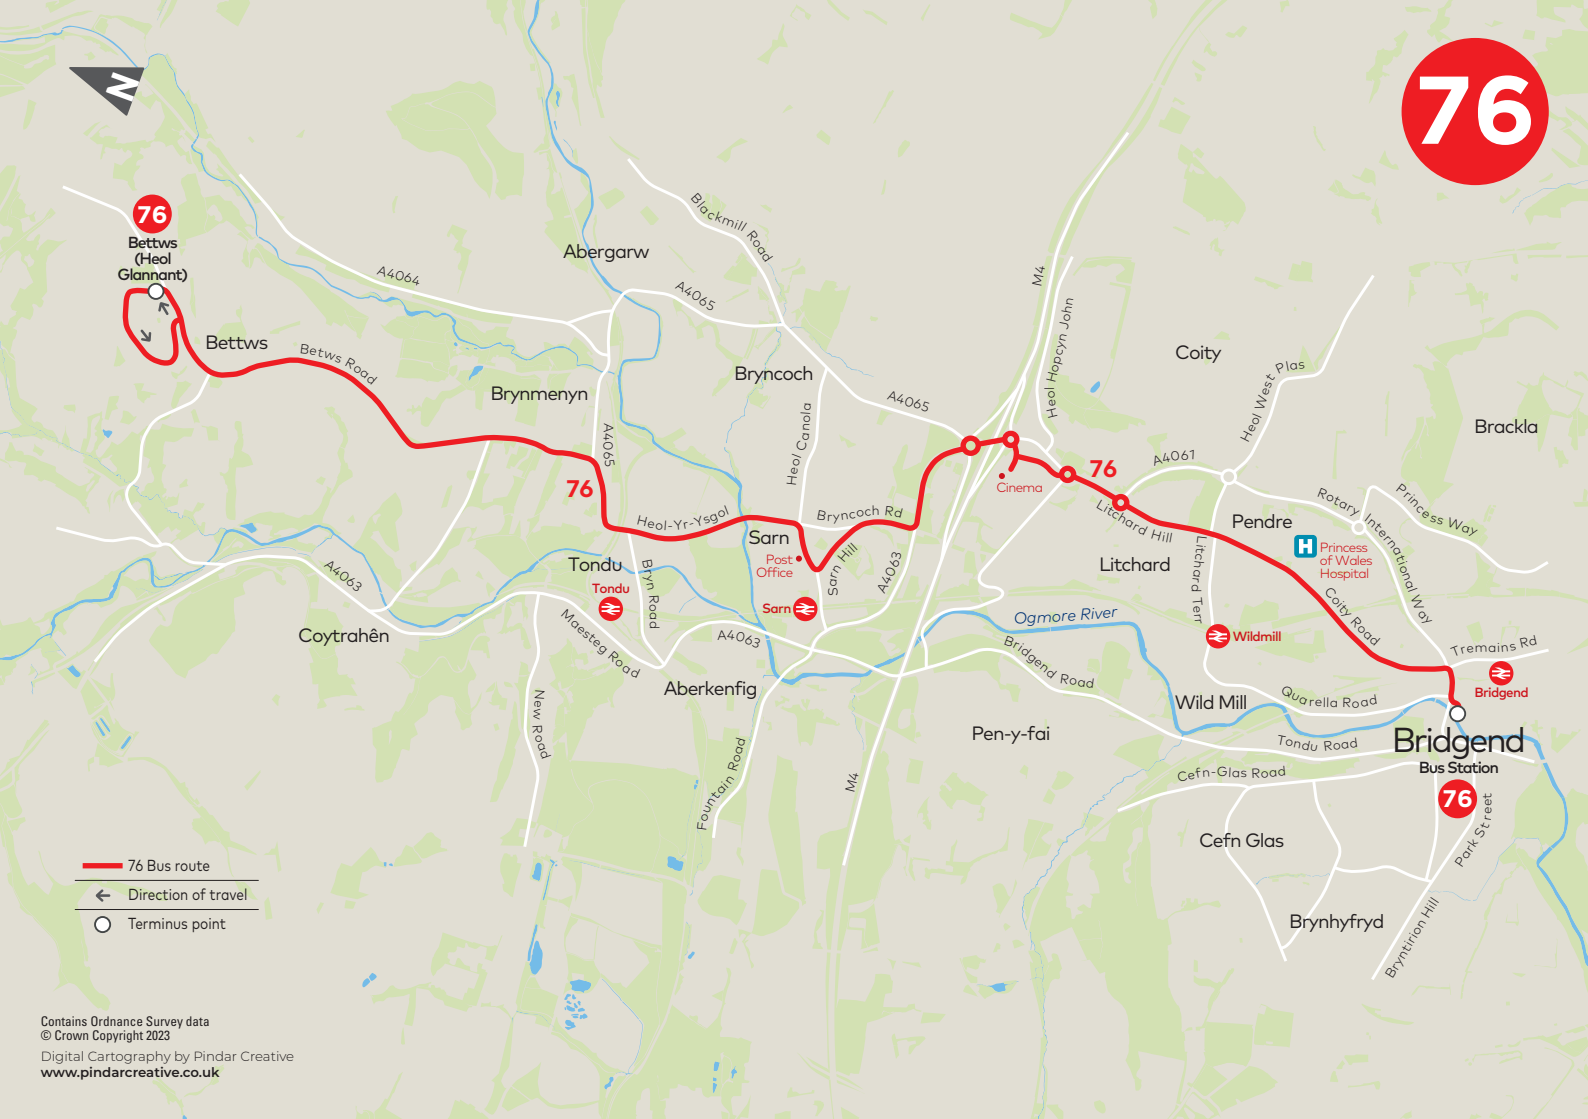 N
76
76
Bettws
(Heol
Glannant)
Blackmill Road
Abergarw
A4064
A4065
M4
Heol Hopcyn John
Coity
Bettws
Betws Road
Brynmenyn
Bryncoch
A4065
Heol West Plas
Brackla
A4065
Heol Canola
76
A4061
Cinema
76
Rotary International Way
Princess Way
Heol-Yr-Ysgol
Bryncoch Rd
Litchard Hill
Pendre
Sarn
Post
Office
Sarn Hill
A4063
Litchard Terr
H
Princess
of Wales
Hospital
Tondu
Litchard
Tondu
Bryn Road
Sarn
Coity Road
A4063
Coytrahên
Maesteg Road
A4063
Ogmore River
Wildmill
Tremains Rd
Bridgend Road
Bridgend
Aberkenfig
Wild Mill
Quarella Road
New Road
Pen-y-fai
Tondu Road
Bridgend
Bus Station
76
Fountain Road
M4
Cefn-Glas Road
Park Street
Cefn Glas
76 Bus route
Direction of travel
Terminus point
Brynhyfryd
Bryntirion Hill
Contains Ordnance Survey data
© Crown Copyright 2023
Digital Cartography by Pindar Creative
www.pindarcreative.co.uk